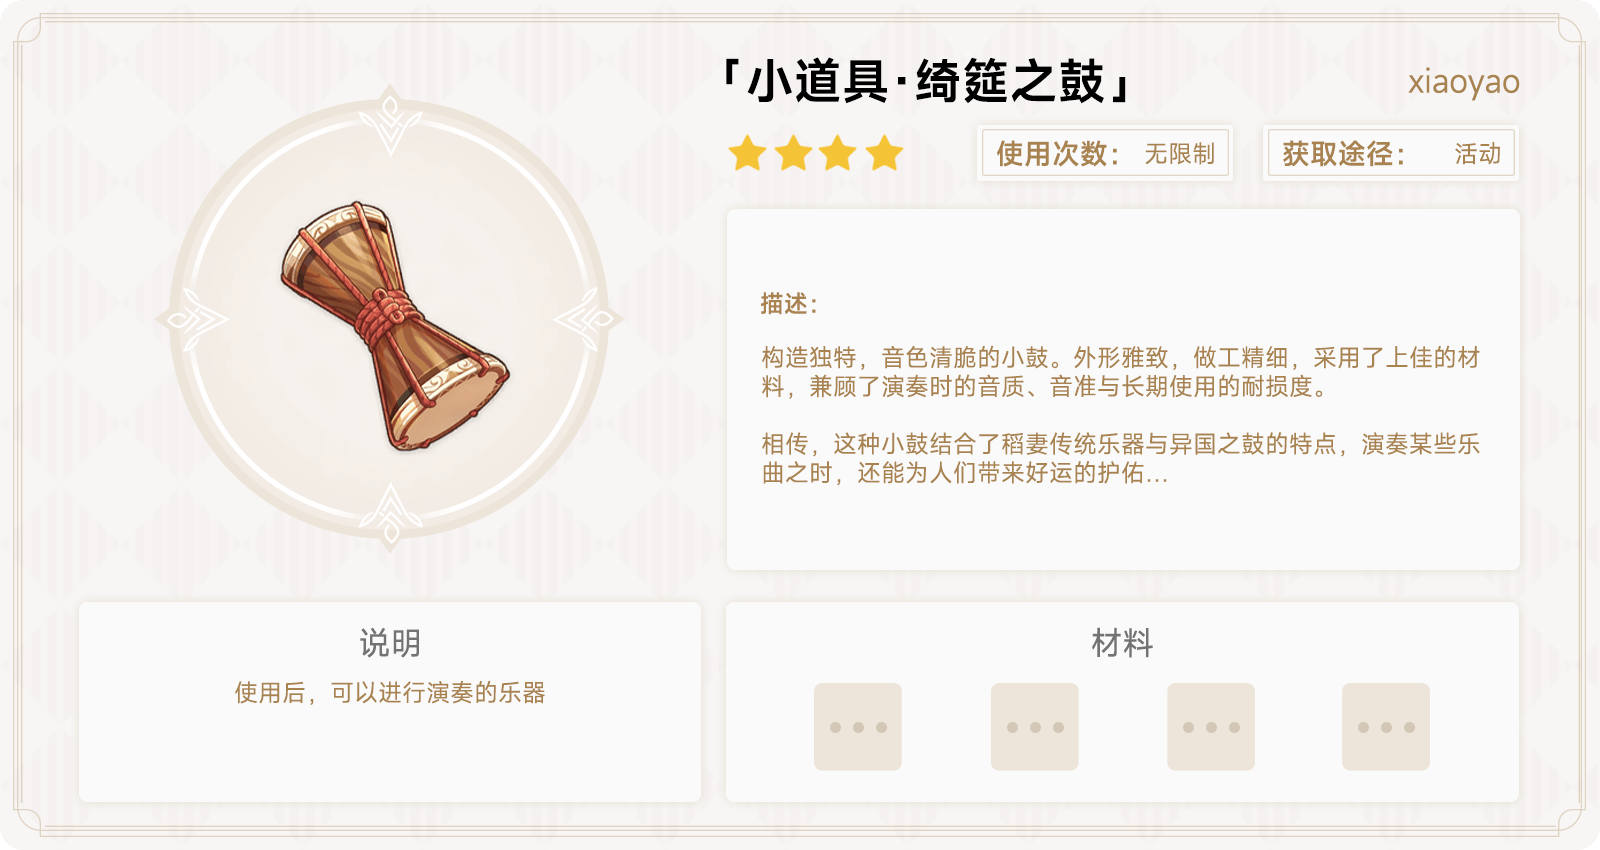 「小道具·绮筵之鼓」
xiaoyao
使用次数： 无限制
获取途径： 活动
描述：
构造独特，音色清脆的小鼓。外形雅致，做工精细，采用了上佳的材
料，兼顾了演奏时的音质、音准与长期使用的耐损度。
相传，这种小鼓结合了稻妻传统乐器与异国之鼓的特点，演奏某些乐
曲之时，还能为人们带来好运的护佑...
说明
使用后，可以进行演奏的乐器
材料